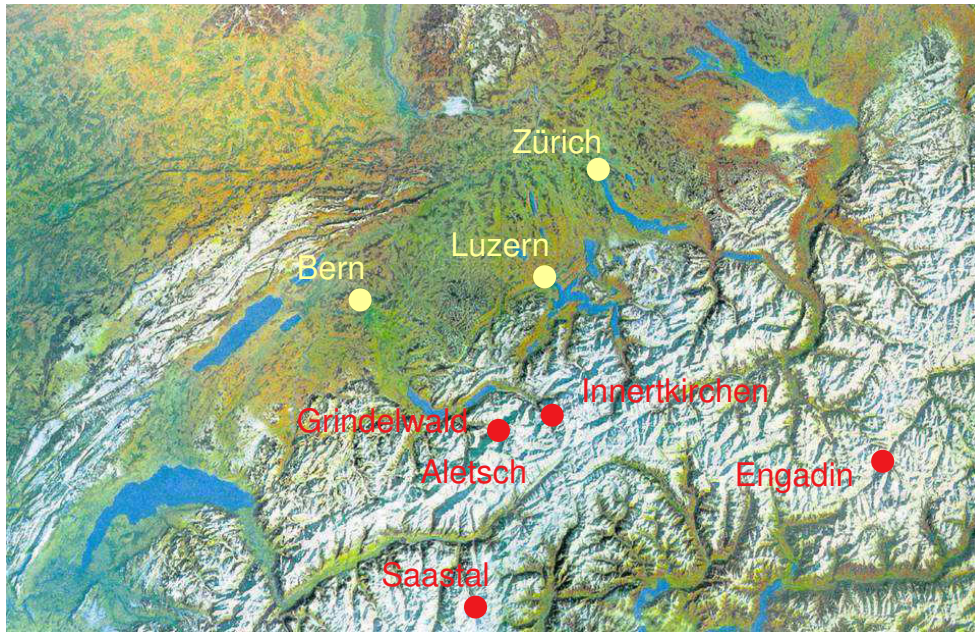 Zürich
Luzern
Bern
Innertkirchen
Grindelwald
Aletsch
Engadin
Saastal